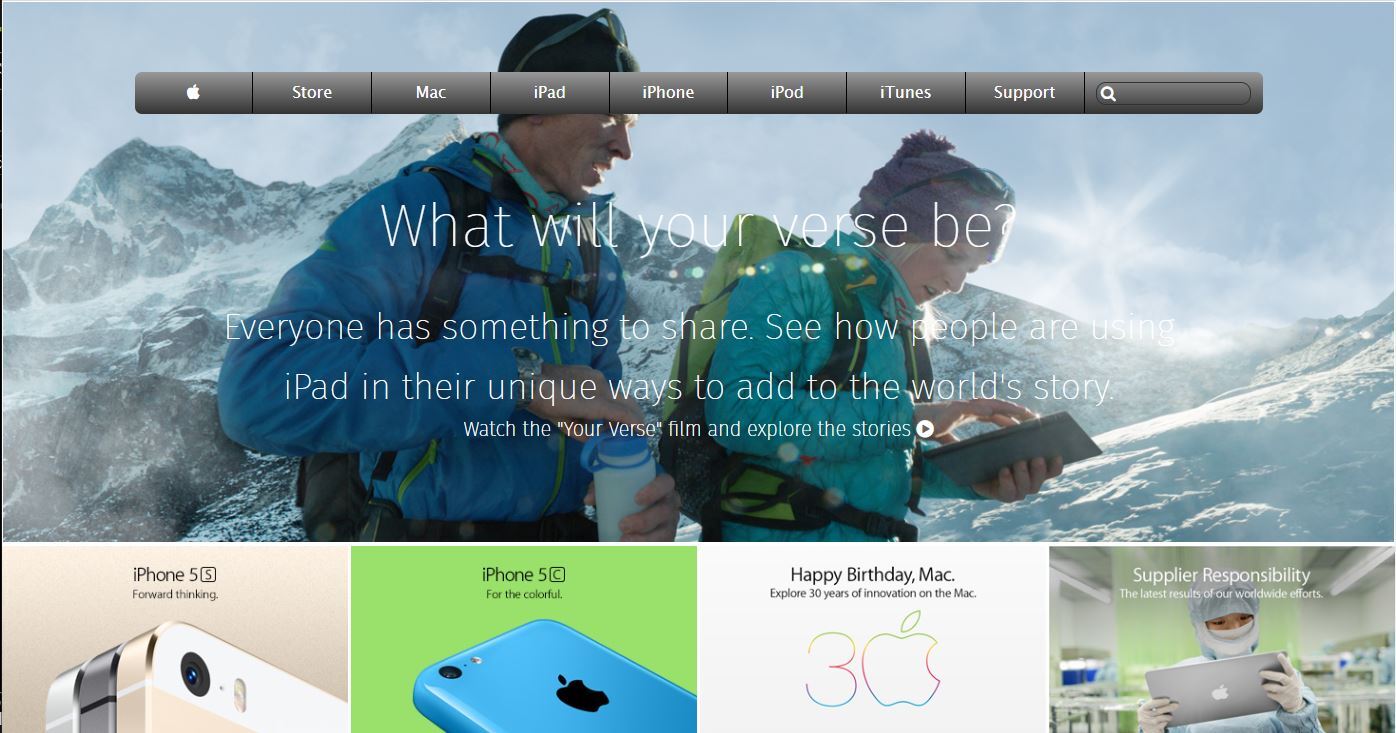 Store
Mac
iPad
iPhone
iPod
iTunes
Support
What will your verse be?
Everyone has something to share. See how people are using
iPad in their unique ways to add to the world's story.
Watch the "Your Verse" film and explore the stories
iPhone 5S
Forward thinking.
iPhone 5C
For the colorful.
Happy Birthday, Mac.
Explore 30 years of innovation on the Mac.
30
Supplier Responsibility
The latest results of our worldwide efforts.